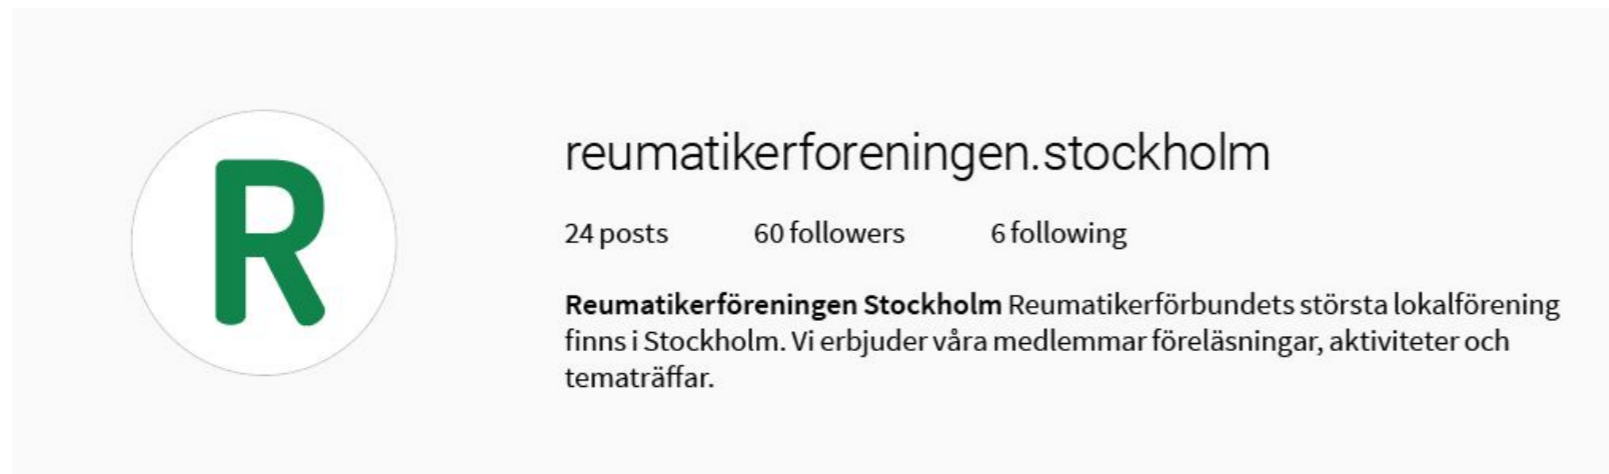 R
reumatikerforeningen.stockholm
24 posts 60 followers 6 following
Reumatikerföreningen Stockholm Reumatikerförbundets största lokalförening
finns i Stockholm. Vi erbjuder våra medlemmar föreläsningar, aktiviteter och
tematräffar.